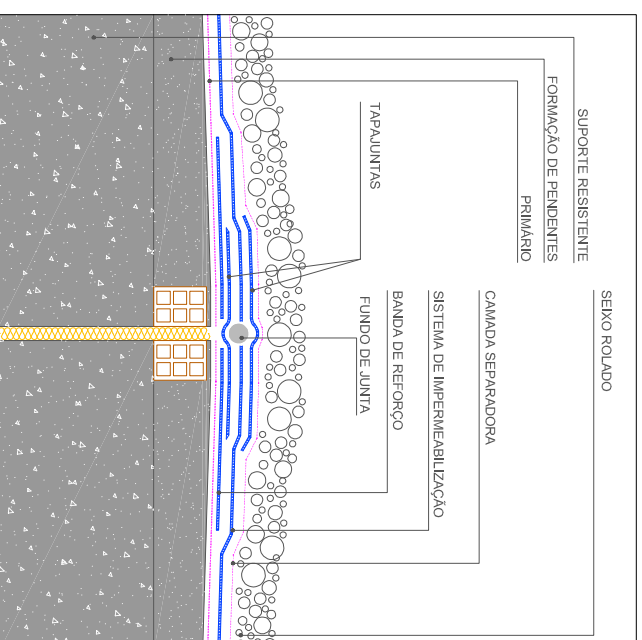 SUPORTE RESISTENTE
FORMAÇÃO DE PENDENTES
PRIMÁRIO
TAPAJUNTAS
SEIXO ROLADO
CAMADA SEPARADORA
SISTEMA DE IMPERMEABILIZAÇÃO
BANDA DE REFORÇO
FUNDO DE JUNTA